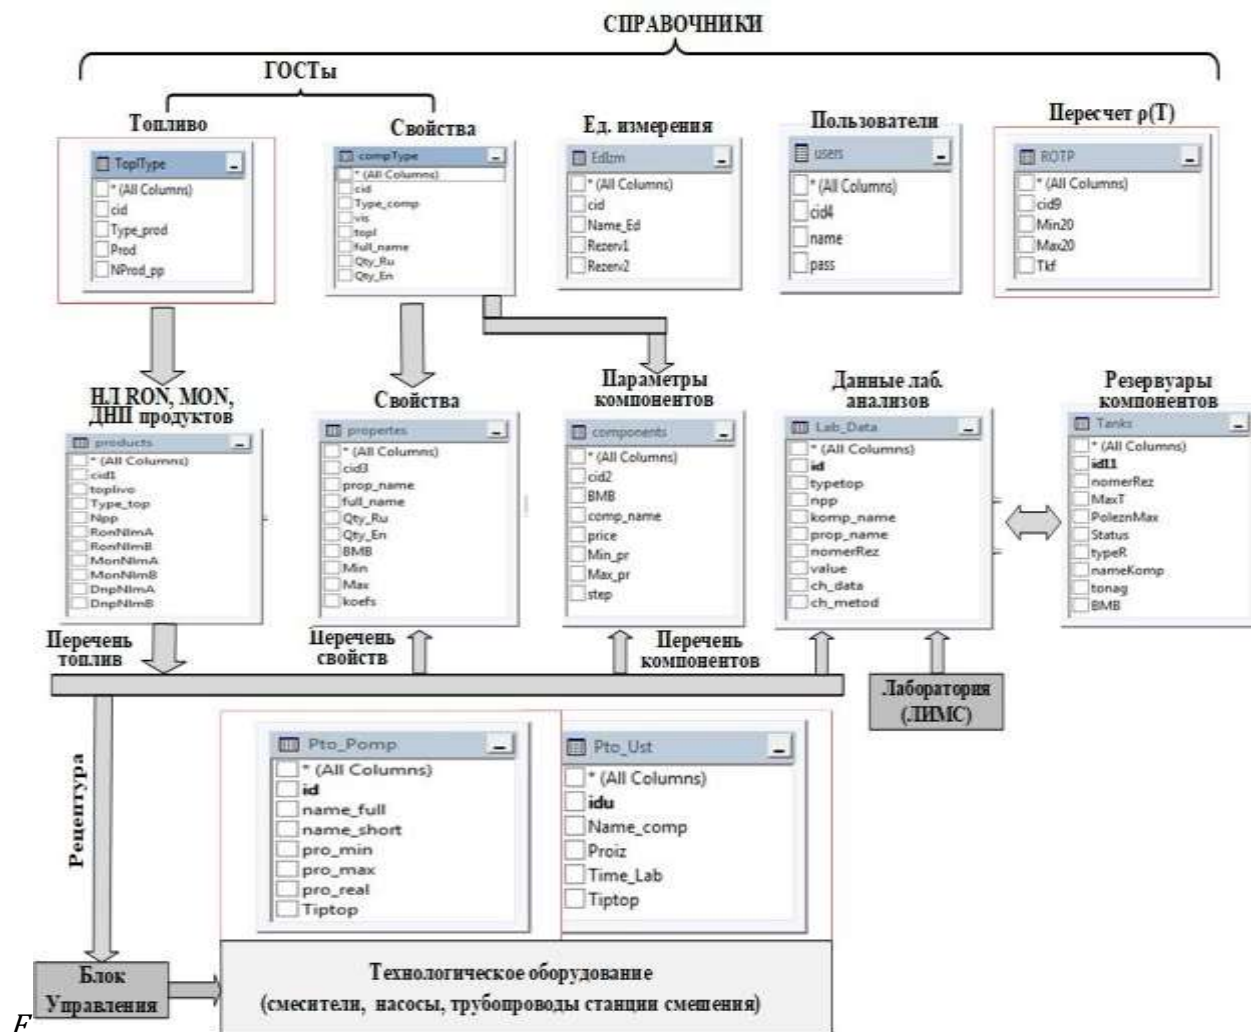 СПРАВОЧНИКИ
ГОСТы
Топливо
Свойства
Ед. измерения
Пользователи
Пересчет ρ(T)
ToplType
* (All Columns)
cid
Type_prod
Prod
NProd_pp
compType
* (All Columns)
cid
Type_comp
vis
topl
full_name
Qty_Ru
Qty_En
EdIzm
* (All Columns)
cid
Name_Ed
Rezerv1
Rezerv2
users
* (All Columns)
cid4
name
pass
ROTP
* (All Columns)
cid9
Min20
Max20
Tkf
НЛ RON, MON,
ДНП продуктов
Свойства
Параметры
компонентов
Данные лаб.
анализов
Резервуары
компонентов
products
* (All Columns)
cid1
toplivo
Type_top
Npp
RonNlmA
RonNlmB
MonNlmA
MonNlmB
DnpNlmA
DnpNlmB
propertes
* (All Columns)
cid3
prop_name
full_name
Qty_Ru
Qty_En
BMB
Min
Max
koefs
components
* (All Columns)
cid2
BMB
comp_name
price
Min_pr
Max_pr
step
Lab_Data
* (All Columns)
id
typetop
npp
komp_name
prop_name
nomerRez
value
ch_data
ch_metod
Tanks
* (All Columns)
id11
nomerRez
MaxT
PoleznMax
Status
typeR
nameKomp
tonag
BMB
Перечень
топлив
Перечень
свойств
Перечень
компонентов
Лаборатория
(ЛИМС)
Рецептура
Pto_Pomp
* (All Columns)
id
name_full
name_short
pro_min
pro_max
pro_real
Tiptop
Pto_Ust
* (All Columns)
idu
Name_comp
Proiz
Time_Lab
Tiptop
Блок
Управления
Технологическое оборудование
(смесители, насосы, трубопроводы станции смешения)
F